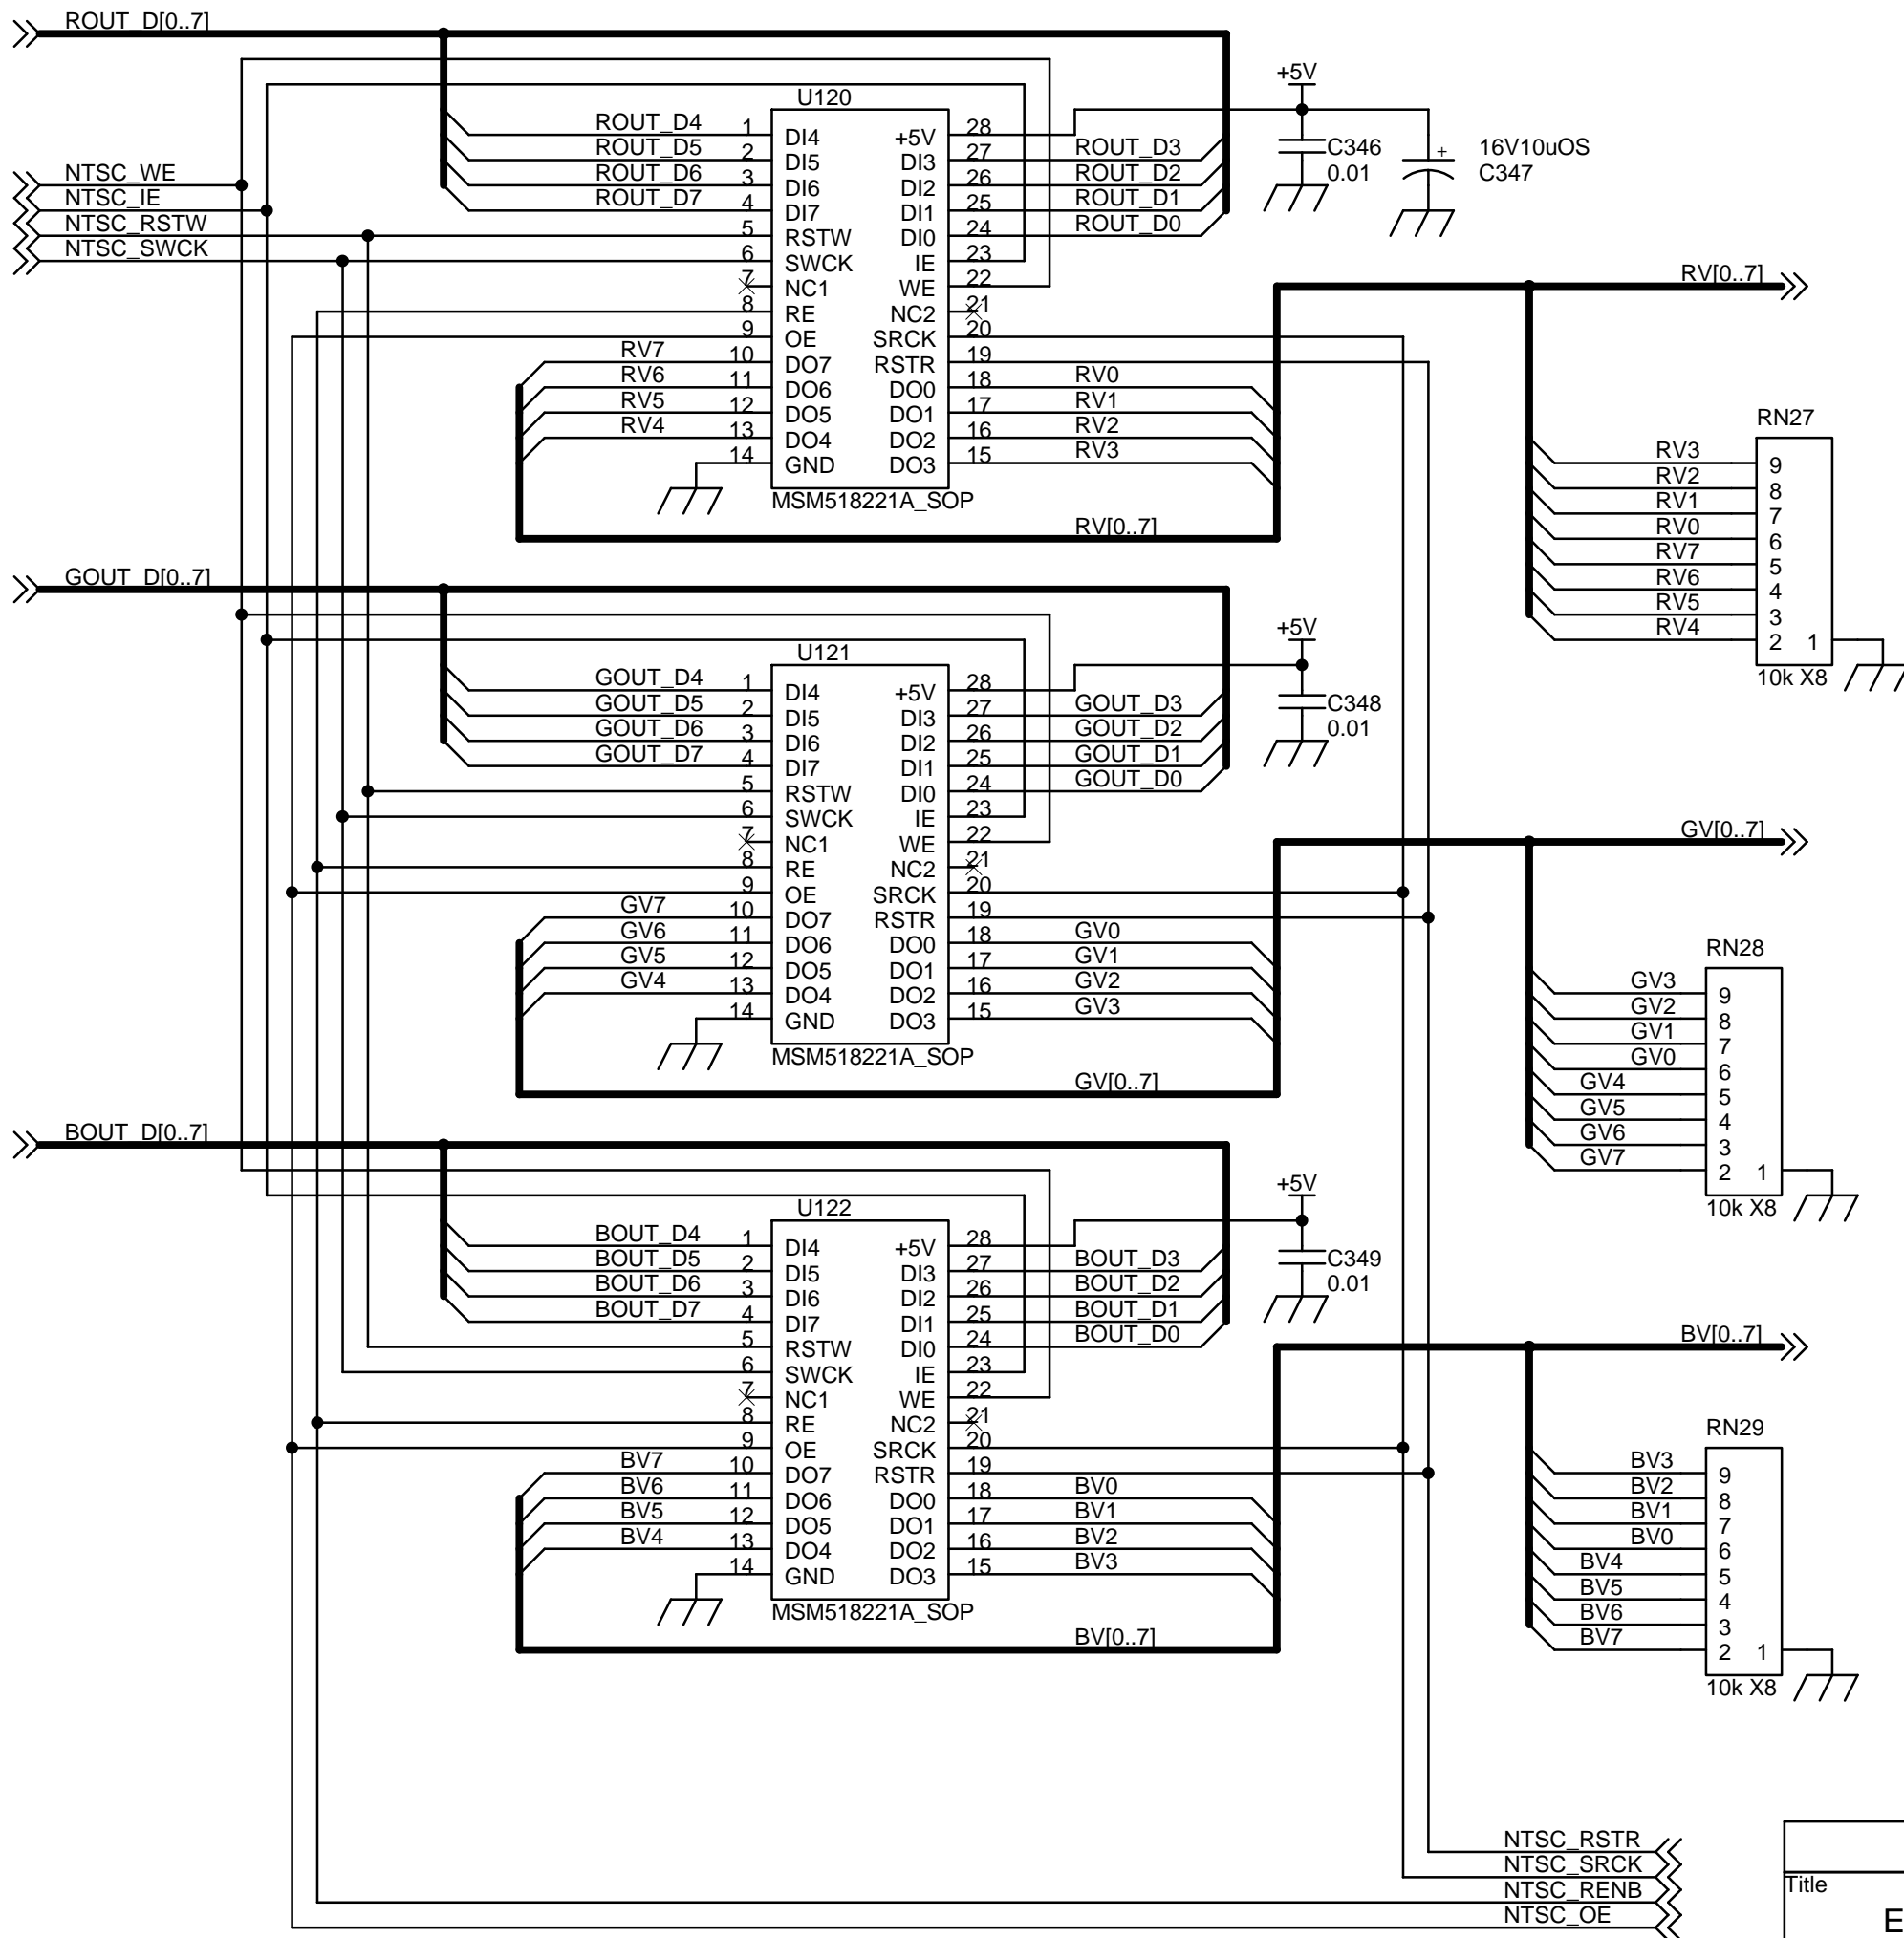 ROUT_D[0..7]
NTSC_WE
NTSC_IE
NTSC_RSTW
NTSC_SWCK
U120
ROUT_D4 1 DI4 +5V 28
ROUT_D5 2 DI5 DI3 27 ROUT_D3
ROUT_D6 3 DI6 DI2 26 ROUT_D2
ROUT_D7 4 DI7 DI1 25 ROUT_D1
5 RSTW DI0 24 ROUT_D0
6 SWCK IE 23
7 NC1 WE 22
8 RE NC2 21
9 OE SRCK 20
RV7 10 DO7 RSTR 19
RV6 11 DO6 DO0 18 RV0
RV5 12 DO5 DO1 17 RV1
RV4 13 DO4 DO2 16 RV2
14 GND DO3 15 RV3
MSM518221A_SOP
RV[0..7]
+5V
C346
0.01
+
16V10uOS
C347
RV[0..7]
RN27
RV3 9
RV2 8
RV1 7
RV0 6
RV7 5
RV6 4
RV5 3
RV4 2 1
10k X8
GOUT_D[0..7]
U121
GOUT_D4 1 DI4 +5V 28
GOUT_D5 2 DI5 DI3 27 GOUT_D3
GOUT_D6 3 DI6 DI2 26 GOUT_D2
GOUT_D7 4 DI7 DI1 25 GOUT_D1
5 RSTW DI0 24 GOUT_D0
6 SWCK IE 23
7 NC1 WE 22
8 RE NC2 21
9 OE SRCK 20
GV7 10 DO7 RSTR 19
GV6 11 DO6 DO0 18 GV0
GV5 12 DO5 DO1 17 GV1
GV4 13 DO4 DO2 16 GV2
14 GND DO3 15 GV3
MSM518221A_SOP
GV[0..7]
+5V
C348
0.01
GV[0..7]
RN28
GV3 9
GV2 8
GV1 7
GV0 6
GV4 5
GV5 4
GV6 3
GV7 2 1
10k X8
BOUT_D[0..7]
U122
BOUT_D4 1 DI4 +5V 28
BOUT_D5 2 DI5 DI3 27 BOUT_D3
BOUT_D6 3 DI6 DI2 26 BOUT_D2
BOUT_D7 4 DI7 DI1 25 BOUT_D1
5 RSTW DI0 24 BOUT_D0
6 SWCK IE 23
7 NC1 WE 22
8 RE NC2 21
9 OE SRCK 20
BV7 10 DO7 RSTR 19
BV6 11 DO6 DO0 18 BV0
BV5 12 DO5 DO1 17 BV1
BV4 13 DO4 DO2 16 BV2
14 GND DO3 15 BV3
MSM518221A_SOP
BV[0..7]
+5V
C349
0.01
BV[0..7]
RN29
BV3 9
BV2 8
BV1 7
BV0 6
BV4 5
BV5 4
BV6 3
BV7 2 1
10k X8
NTSC_RSTR
NTSC_SRCK
NTSC_RENB
NTSC_OE
Title
E